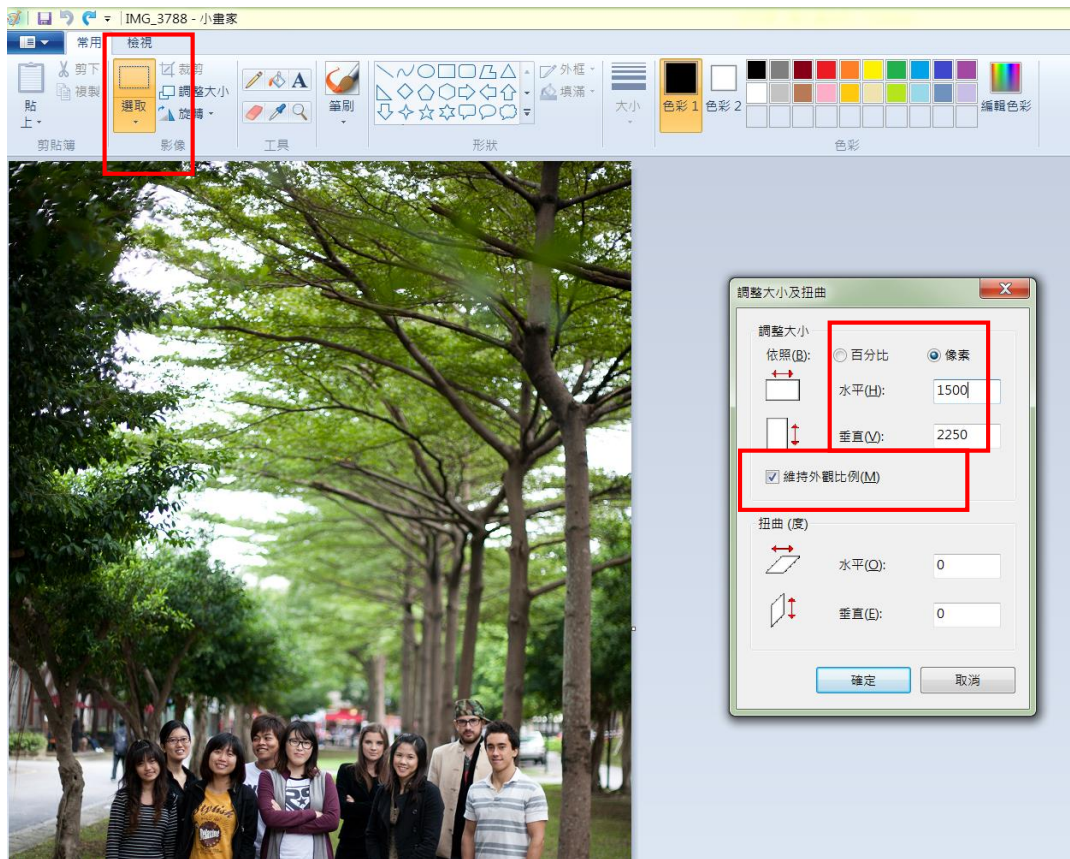 IMG_3788 - 小畫家
常用 檢視
貼上
剪下
複製
剪貼簿
選取
裁剪
調整大小
旋轉
影像
A
工具
筆刷
外框
填滿
形狀
大小
色彩 1
色彩 2
編輯色彩
色彩
調整大小及扭曲
調整大小
依照(B): 百分比 像素
水平(H): 1500
垂直(V): 2250
維持外觀比例(M)
扭曲 (度)
水平(O): 0
垂直(E): 0
確定 取消